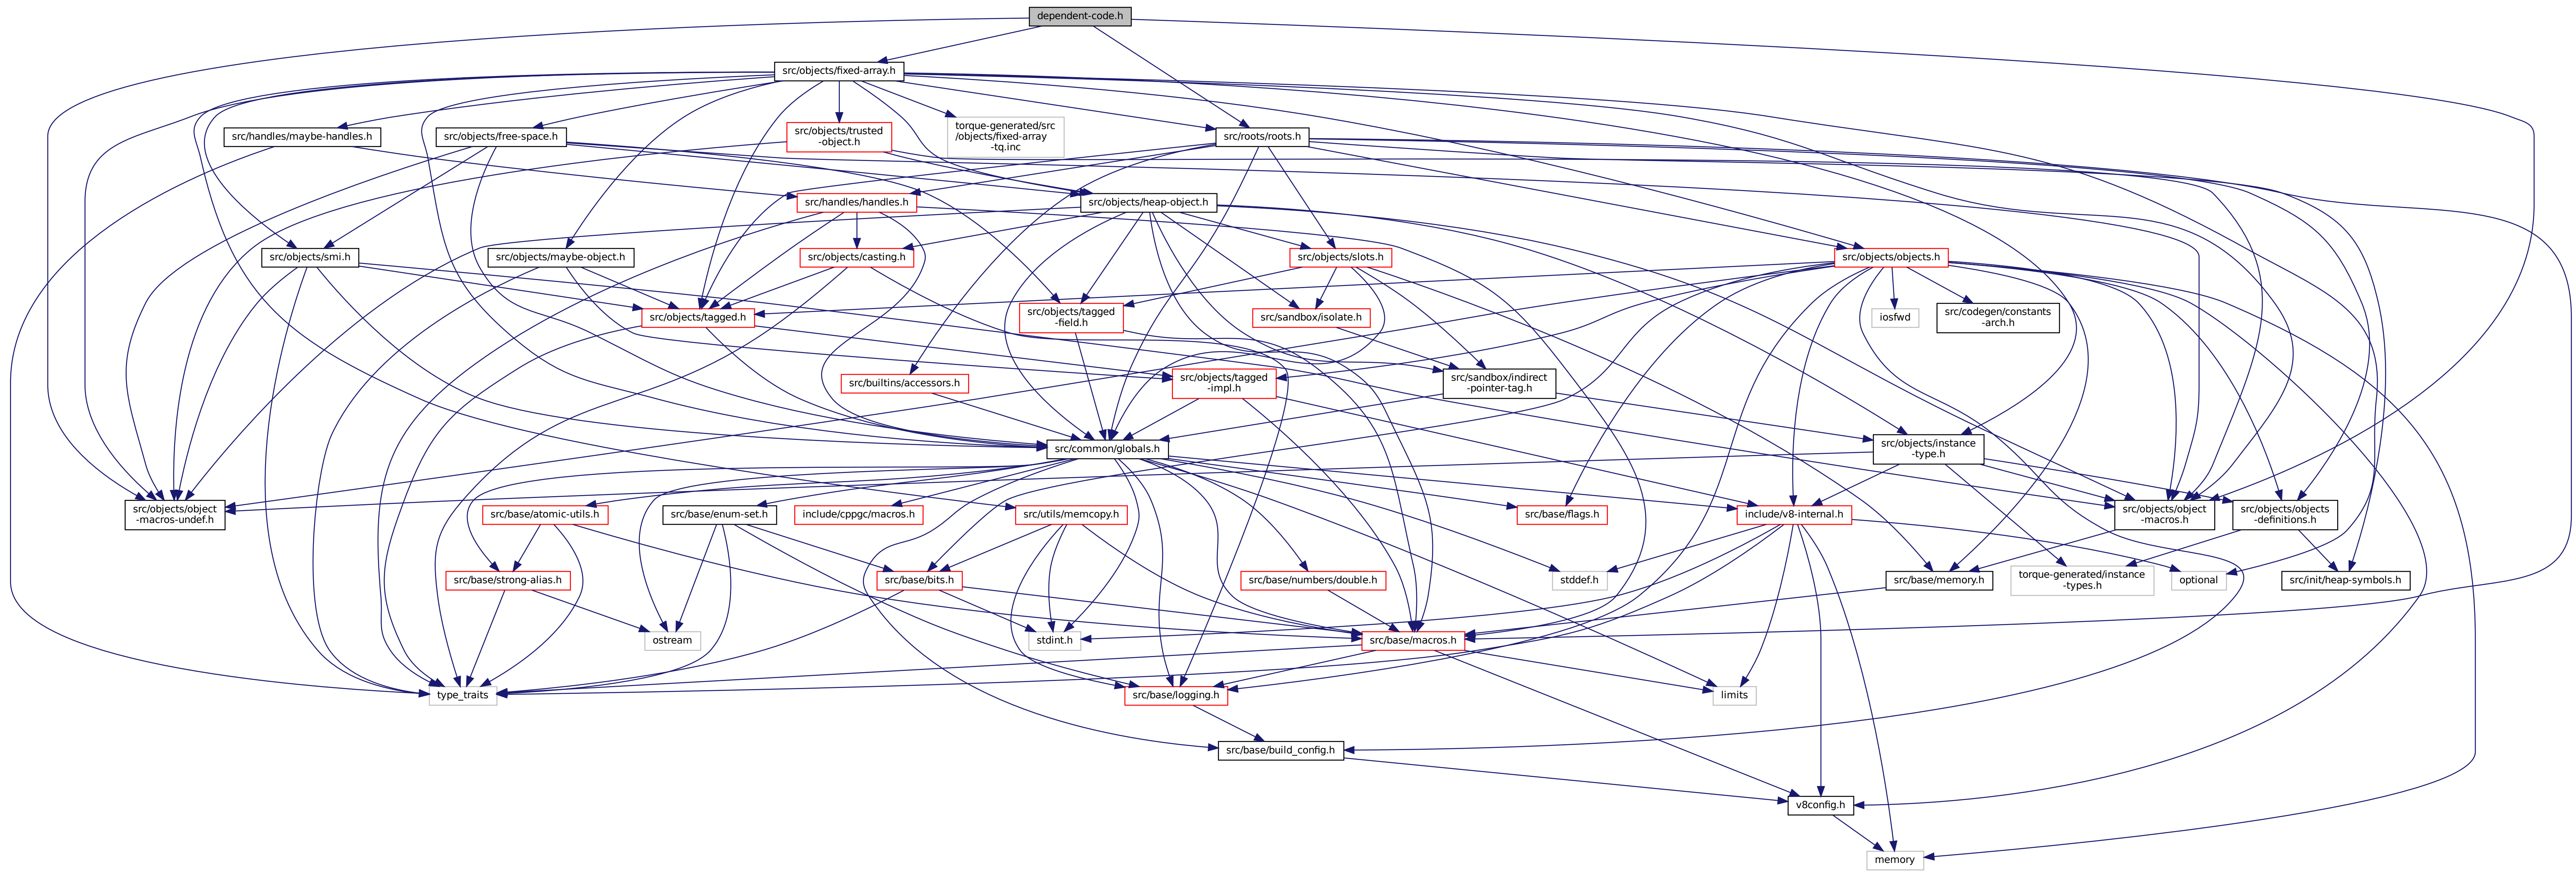 dependent-code.h
src/objects/fixed-array.h
src/handles/maybe-handles.h
src/objects/free-space.h
src/objects/trusted
-object.h
torque-generated/src
/objects/fixed-array
-tq.inc
src/roots/roots.h
src/handles/handles.h
src/objects/heap-object.h
src/objects/smi.h
src/objects/maybe-object.h
src/objects/casting.h
src/objects/slots.h
src/objects/objects.h
src/objects/tagged.h
src/objects/tagged
-field.h
src/sandbox/isolate.h
iosfwd
src/codegen/constants
-arch.h
src/builtins/accessors.h
src/objects/tagged
-impl.h
src/sandbox/indirect
-pointer-tag.h
src/common/globals.h
src/objects/instance
-type.h
src/objects/object
-macros-undef.h
src/base/atomic-utils.h
src/base/enum-set.h
include/cppgc/macros.h
src/utils/memcopy.h
src/base/flags.h
include/v8-internal.h
src/objects/object
-macros.h
src/objects/objects
-definitions.h
src/base/strong-alias.h
src/base/bits.h
src/base/numbers/double.h
stddef.h
src/base/memory.h
torque-generated/instance
-types.h
optional
src/init/heap-symbols.h
ostream
stdint.h
src/base/macros.h
type_traits
src/base/logging.h
limits
src/base/build_config.h
v8config.h
memory